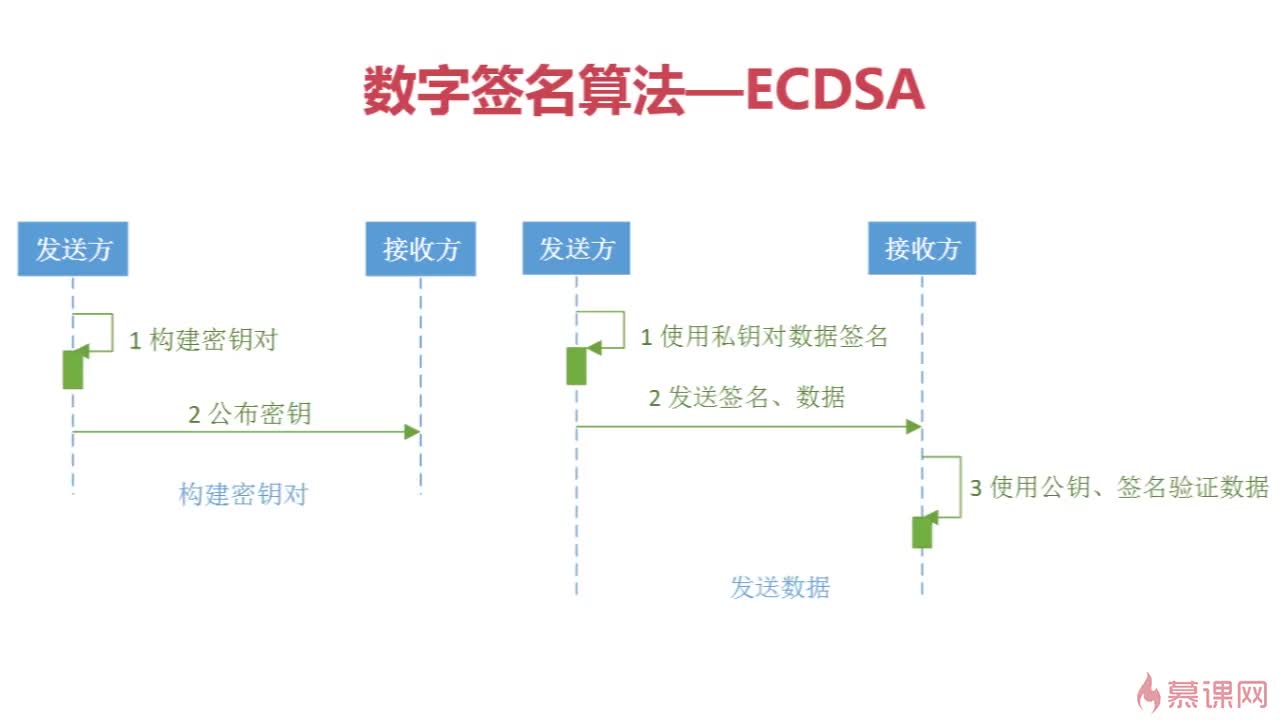 数字签名算法—ECDSA
发送方
接收方
1 构建密钥对
2 公布密钥
构建密钥对
发送方
接收方
1 使用私钥对数据签名
2 发送签名、数据
3 使用公钥、签名验证数据
发送数据
慕课网